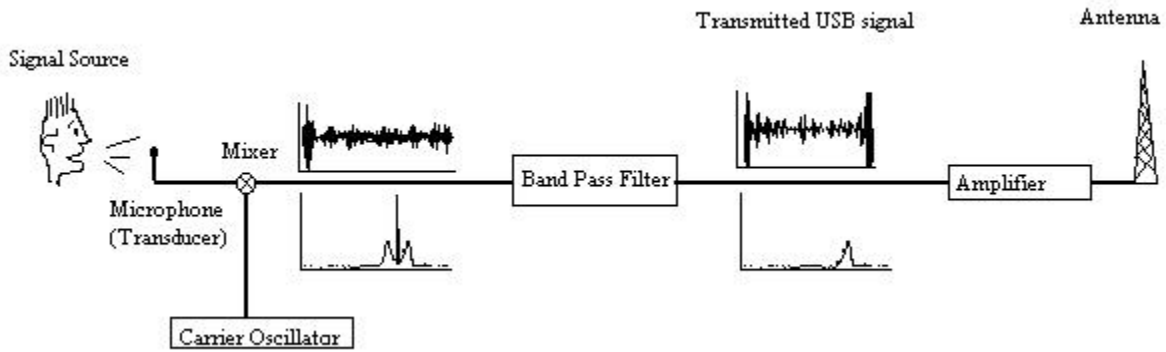 Transmitted USB signal
Antenna
Signal Source
Mixer
Band Pass Filter
Amplifier
Microphone
(Transducer)
Carrier Oscillator